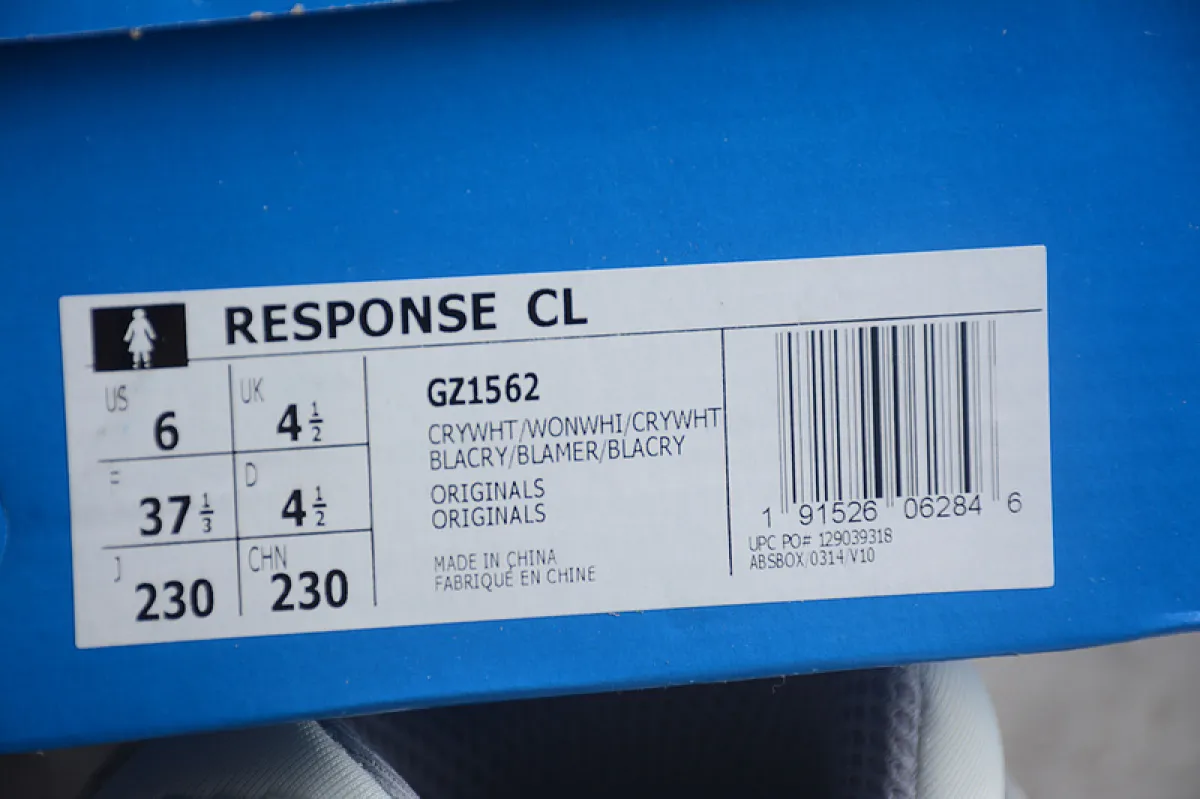 RESPONSE CL
US 6 UK 4 1/2
F 37 1/3 D 4 1/2
J 230 CHN 230
GZ1562
CRYWHT/WONWHI/CRYWHT
BLACRY/BLAMER/BLACRY
ORIGINALS
ORIGINALS
MADE IN CHINA
FABRIQUÉ EN CHINE
1 91526 06284 6
UPC PO# 129039318
ABSBOX/0314/V10